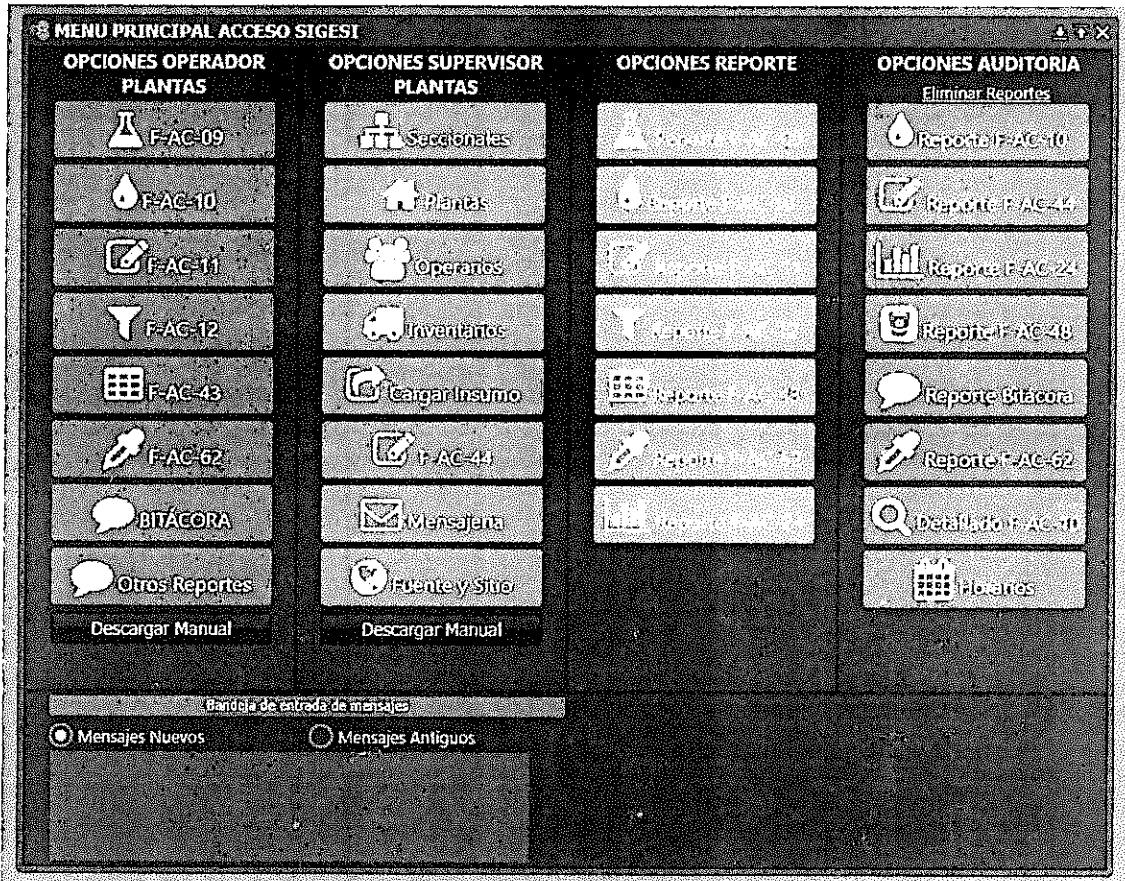 MENU PRINCIPAL ACCESO SIGESI
OPCIONES OPERADOR PLANTAS
F-AC-09
F-AC-10
F-AC-11
F-AC-12
F-AC-43
F-AC-62
BITÁCORA
Otros Reportes
Descargar Manual
OPCIONES SUPERVISOR PLANTAS
Seccionales
Plantas
Operarios
Inventarios
Cargar Insumo
F-AC-44
Mensajeria
Fuente y Sitio
Descargar Manual
OPCIONES REPORTE
Reporte
Reporte
Reporte
Reporte
OPCIONES AUDITORIA
Eliminar Reportes
Reporte F-AC-10
Reporte F-AC-44
Reporte F-AC-24
Reporte F-AC-48
Reporte Bitácora
Reporte F-AC-62
Detallado F-AC-10
Horarios
Bandeja de entrada de mensajes
Mensajes Nuevos
Mensajes Antiguos